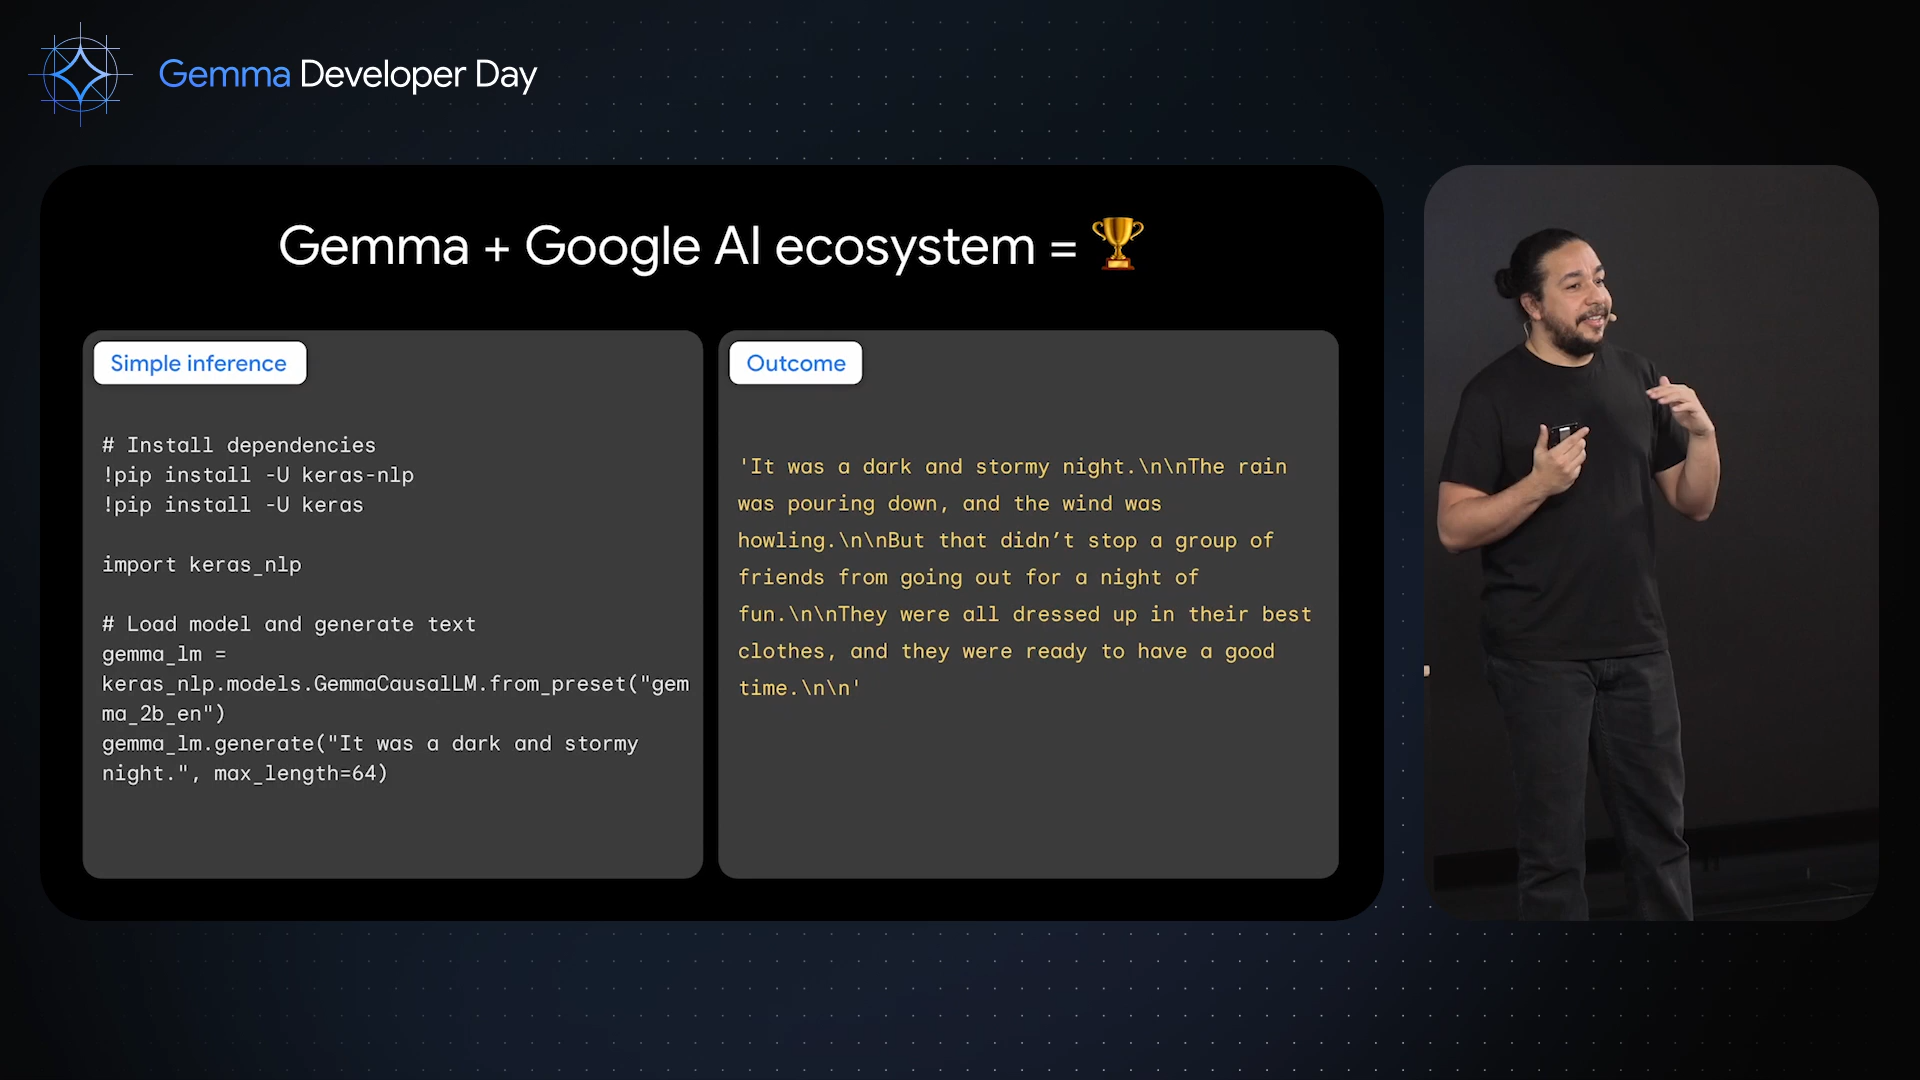 Gemma Developer Day
Gemma + Google AI ecosystem = 🏆
Simple inference
# Install dependencies
!pip install -U keras-nlp
!pip install -U keras
import keras_nlp
# Load model and generate text
gemma_lm =
keras_nlp.models.GemmaCausalLM.from_preset("gem
ma_2b_en")
gemma_lm.generate("It was a dark and stormy
night.", max_length=64)
Outcome
'It was a dark and stormy night.\n\nThe rain
was pouring down, and the wind was
howling.\n\nBut that didn’t stop a group of
friends from going out for a night of
fun.\n\nThey were all dressed up in their best
clothes, and they were ready to have a good
time.\n\n'